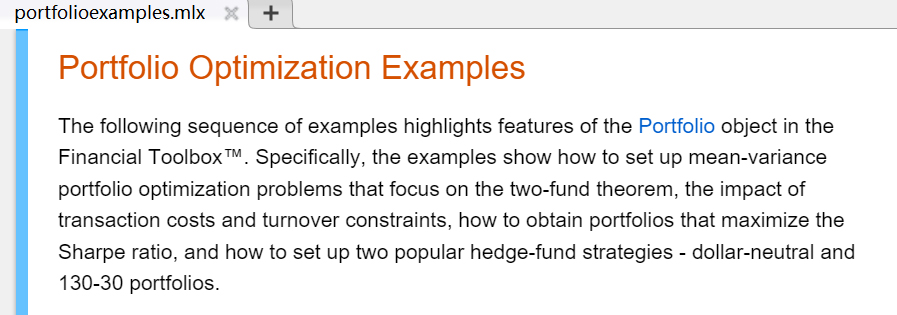 portfolioexamples.mlx
Portfolio Optimization Examples
The following sequence of examples highlights features of the Portfolio object in the
Financial Toolbox™. Specifically, the examples show how to set up mean-variance
portfolio optimization problems that focus on the two-fund theorem, the impact of
transaction costs and turnover constraints, how to obtain portfolios that maximize the
Sharpe ratio, and how to set up two popular hedge-fund strategies - dollar-neutral and
130-30 portfolios.